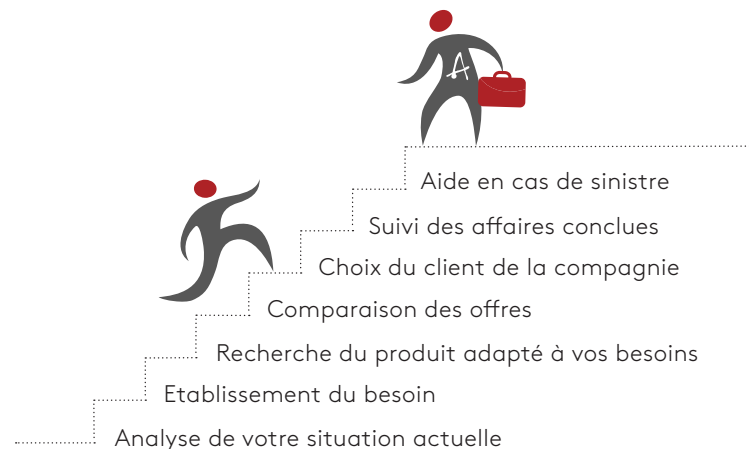 A
Aide en cas de sinistre
Suivi des affaires conclues
Choix du client de la compagnie
Comparaison des offres
Recherche du produit adapté à vos besoins
Etablissement du besoin
Analyse de votre situation actuelle